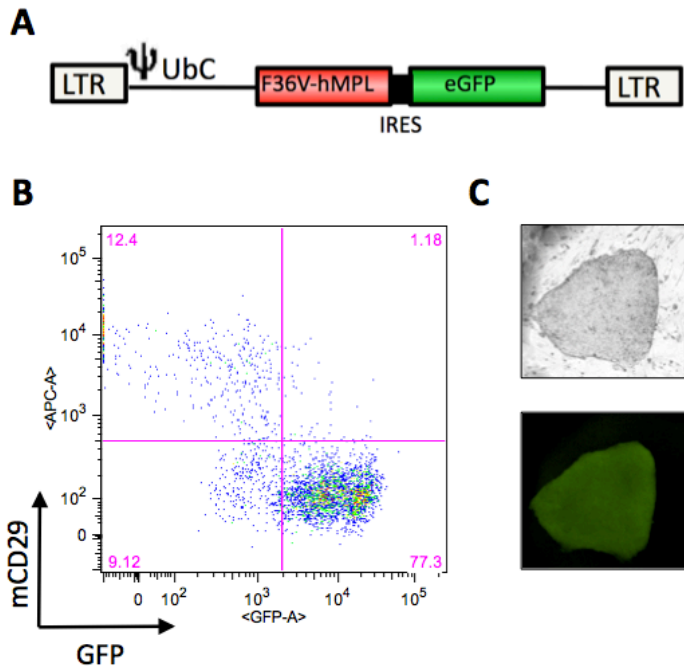 A
LTR Ψ UbC F36V-hMPL eGFP LTR
IRES
B
C
12.4 1.18
10^5
10^4
10^3
10^2
0
<APC-A>
9.12 77.3
0 10^2 10^3 10^4 10^5
<GFP-A>
mCD29
GFP